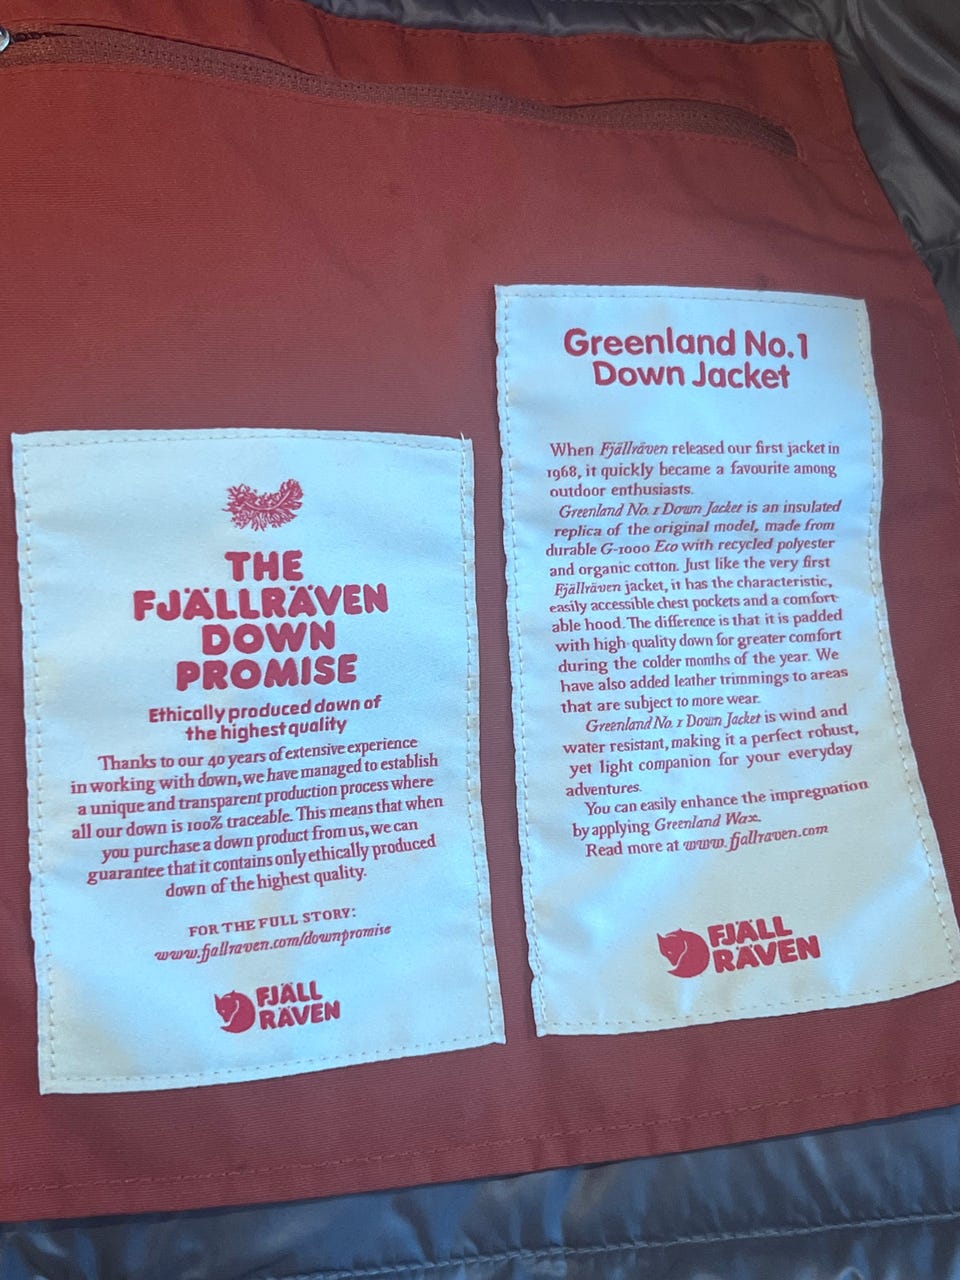 THE
FJÄLLRÄVEN
DOWN
PROMISE
Ethically produced down of
the highest quality
Thanks to our 40 years of extensive experience
in working with down, we have managed to establish
a unique and transparent production process where
all our down is 100% traceable. This means that when
you purchase a down product from us, we can
guarantee that it contains only ethically produced
down of the highest quality.
FOR THE FULL STORY:
www.fjallraven.com/downpromise
FJÄLL
RÄVEN
Greenland No.1
Down Jacket
When Fjällräven released our first jacket in
1968, it quickly became a favourite among
outdoor enthusiasts.
Greenland No. 1 Down Jacket is an insulated
replica of the original model, made from
durable G-1000 Eco with recycled polyester
and organic cotton. Just like the very first
Fjällräven jacket, it has the characteristic,
easily accessible chest pockets and a comfort-
able hood. The difference is that it is padded
with high-quality down for greater comfort
during the colder months of the year. We
have also added leather trimmings to areas
that are subject to more wear.
Greenland No. 1 Down Jacket is wind and
water resistant, making it a perfect robust,
yet light companion for your everyday
adventures.
You can easily enhance the impregnation
by applying Greenland Wax.
Read more at www.fjallraven.com
FJÄLL
RÄVEN